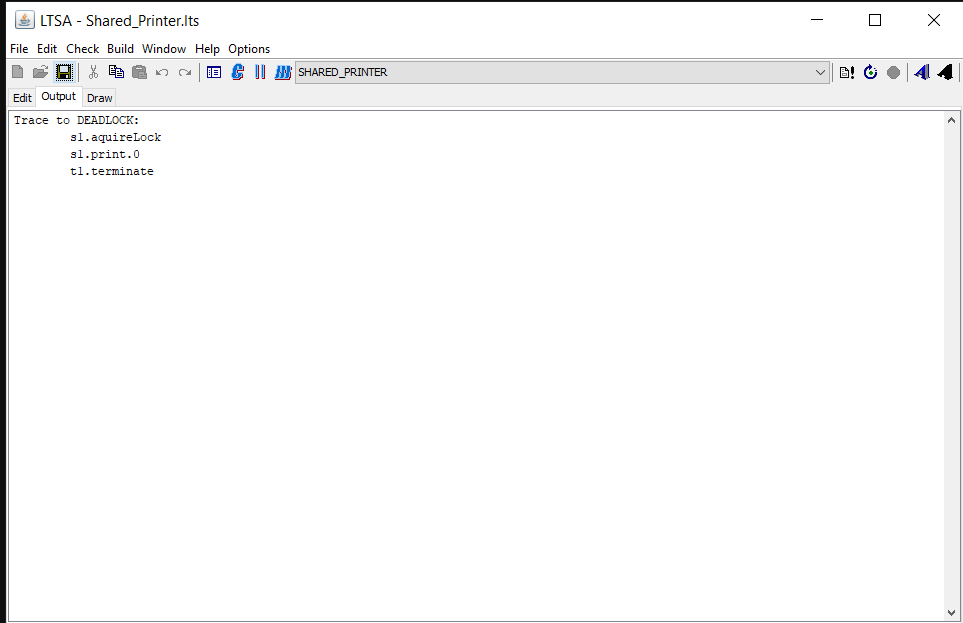 LTSA - Shared_Printer.lts
File Edit Check Build Window Help Options
SHARED_PRINTER
Edit Output Draw
Trace to DEADLOCK:
s1.aquireLock
s1.print.0
t1.terminate